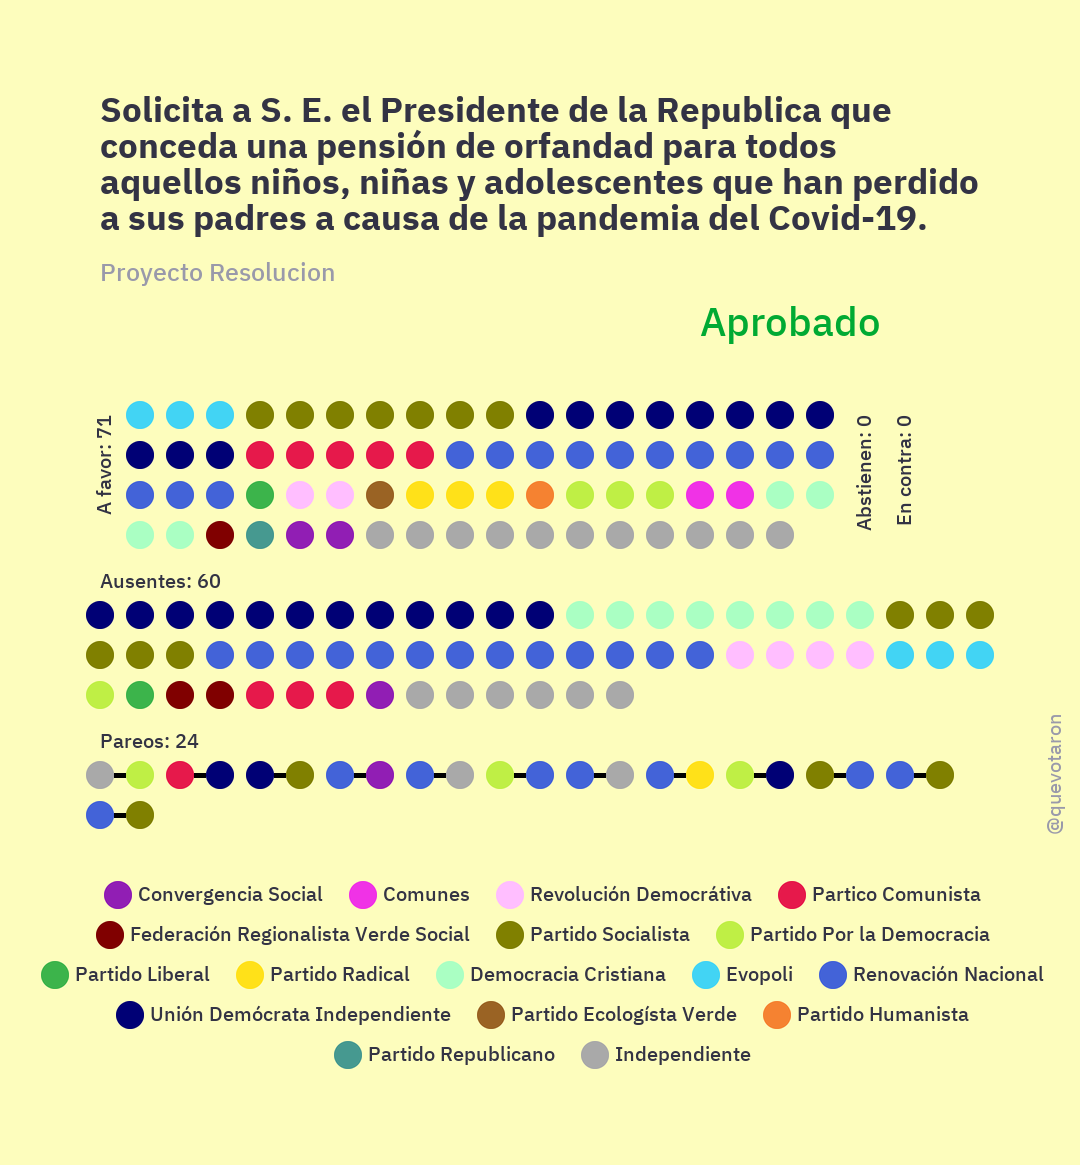 Solicita a S. E. el Presidente de la Republica que
conceda una pensión de orfandad para todos
aquellos niños, niñas y adolescentes que han perdido
a sus padres a causa de la pandemia del Covid-19.
Proyecto Resolucion
Aprobado
A favor: 71
Abstienen: 0
En contra: 0
Ausentes: 60
Pareos: 24
@quevotaron
Convergencia Social Comunes Revolución Democrátiva Partico Comunista
Federación Regionalista Verde Social Partido Socialista Partido Por la Democracia
Partido Liberal Partido Radical Democracia Cristiana Evopoli Renovación Nacional
Unión Demócrata Independiente Partido Ecologísta Verde Partido Humanista
Partido Republicano Independiente